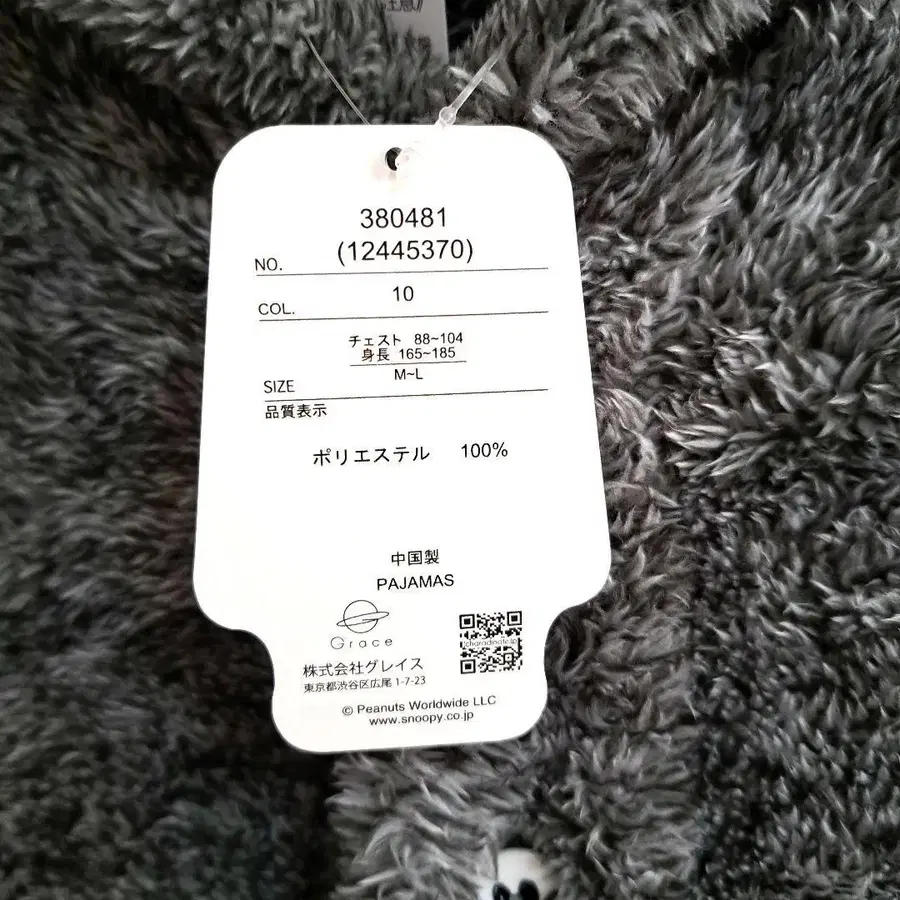 注意
380481
NO. (12445370)
COL. 10
チェスト 88~104
身長 165~185
SIZE M~L
品質表示
ポリエステル 100%
中国製
PAJAMAS
Grace
株式会社グレイス
東京都渋谷区広尾 1-7-23
© Peanuts Worldwide LLC
www.snoopy.co.jp